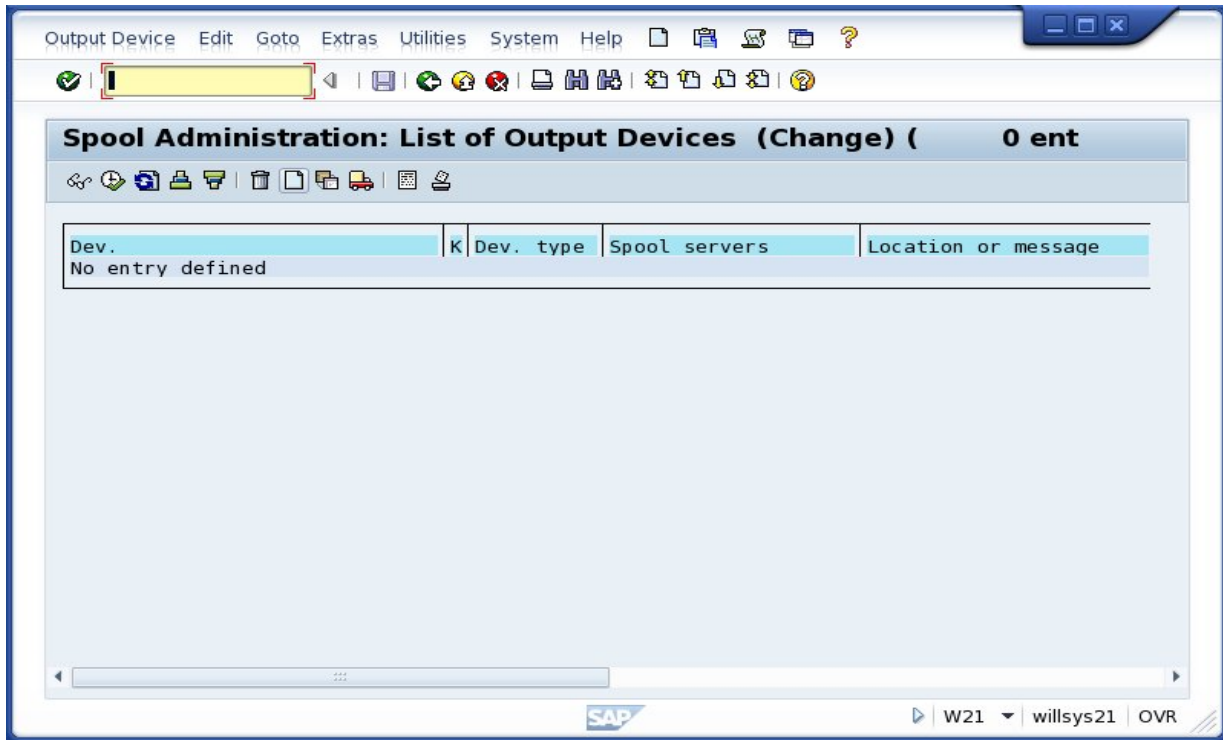 Output Device Edit Goto Extras Utilities System Help
Spool Administration: List of Output Devices (Change) ( 0 ent
Dev. K Dev. type Spool servers Location or message
No entry defined
SAP W21 willsys21 OVR